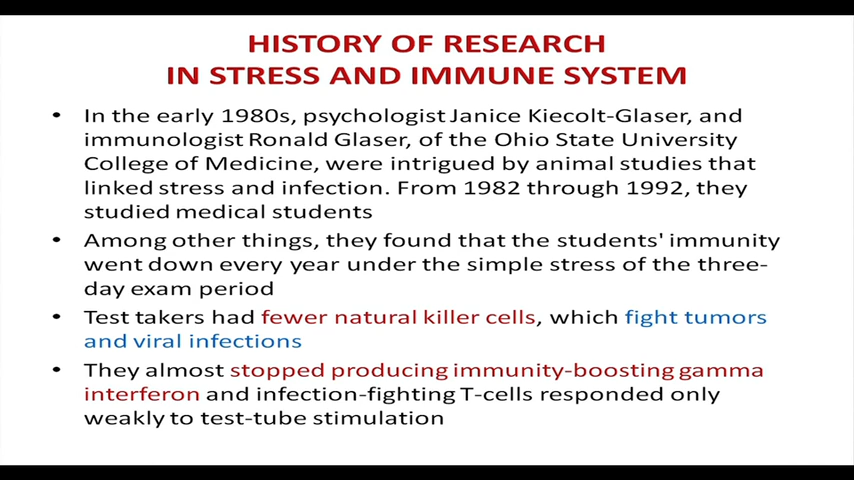 HISTORY OF RESEARCH
IN STRESS AND IMMUNE SYSTEM
• In the early 1980s, psychologist Janice Kiecolt-Glaser, and
immunologist Ronald Glaser, of the Ohio State University
College of Medicine, were intrigued by animal studies that
linked stress and infection. From 1982 through 1992, they
studied medical students
• Among other things, they found that the students' immunity
went down every year under the simple stress of the three-
day exam period
• Test takers had fewer natural killer cells, which fight tumors
and viral infections
• They almost stopped producing immunity-boosting gamma
interferon and infection-fighting T-cells responded only
weakly to test-tube stimulation